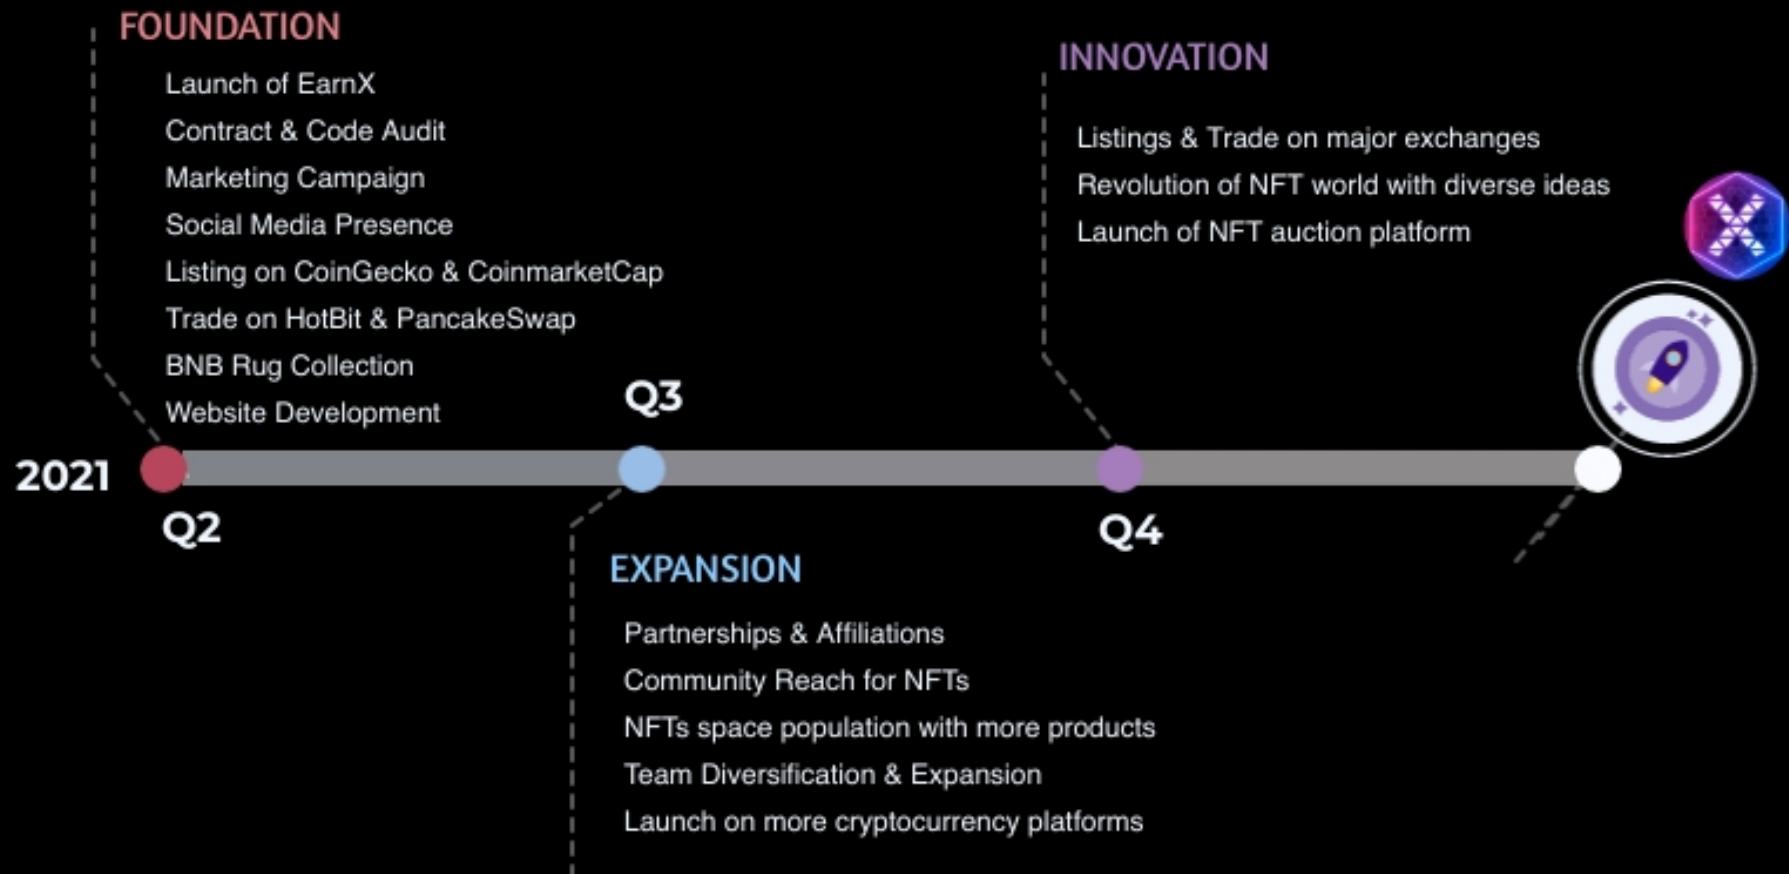 FOUNDATION
Launch of EarnX
Contract & Code Audit
Marketing Campaign
Social Media Presence
Listing on CoinGecko & CoinmarketCap
Trade on HotBit & PancakeSwap
BNB Rug Collection
Website Development
INNOVATION
Listings & Trade on major exchanges
Revolution of NFT world with diverse ideas
Launch of NFT auction platform
X
Q3
2021
Q2
Q4
EXPANSION
Partnerships & Affiliations
Community Reach for NFTs
NFTs space population with more products
Team Diversification & Expansion
Launch on more cryptocurrency platforms